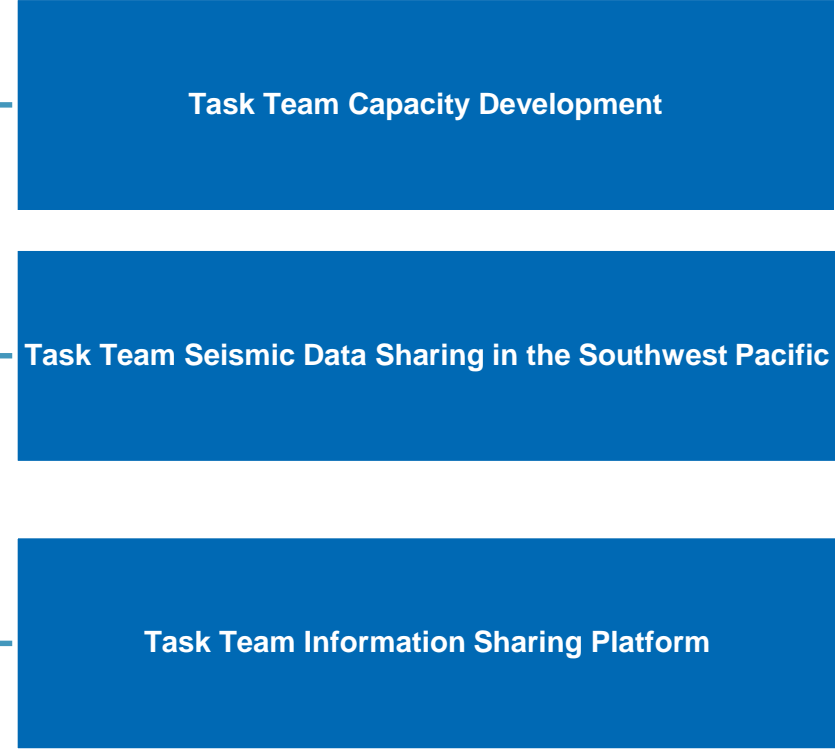 Task Team Capacity Development
Task Team Seismic Data Sharing in the Southwest Pacific
Task Team Information Sharing Platform